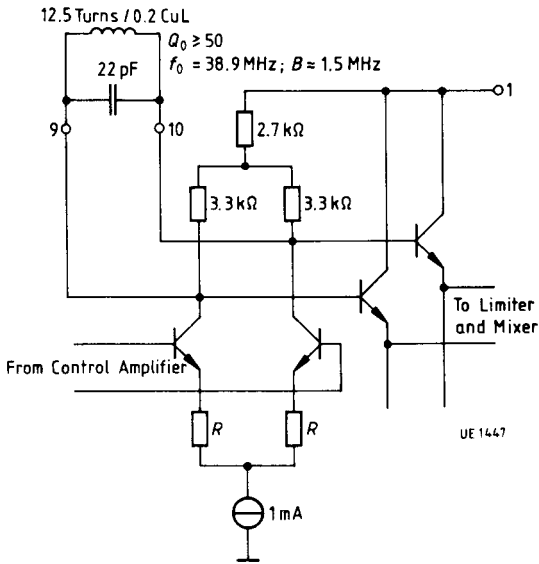 12.5 Turns / 0.2 CuL
Q₀ ≥ 50
f₀ = 38.9 MHz; B ≈ 1.5 MHz
22 pF
9
10
1
2.7 kΩ
3.3 kΩ
3.3 kΩ
To Limiter
and Mixer
From Control Amplifier
R
R
UE 1447
1 mA